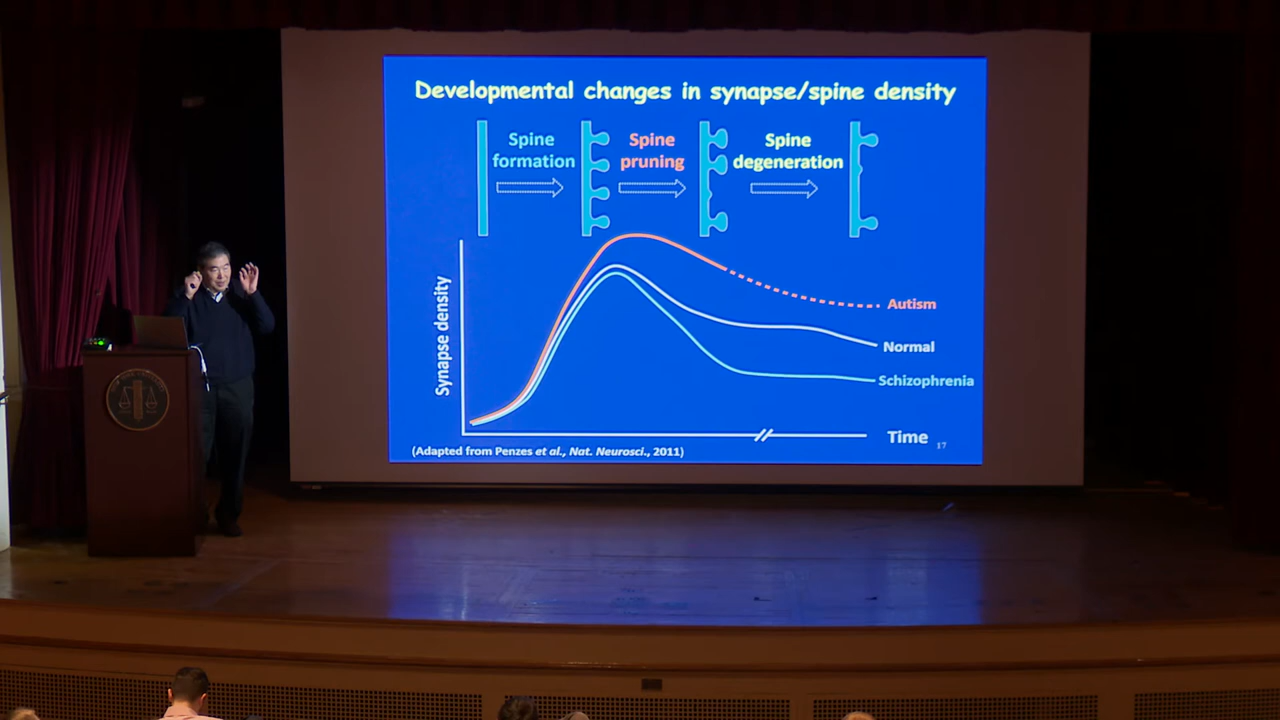 Developmental changes in synapse/spine density
Spine
formation
Spine
pruning
Spine
degeneration
Synapse density
Autism
Normal
Schizophrenia
Time
(Adapted from Penzes et al., Nat. Neurosci., 2011)
17